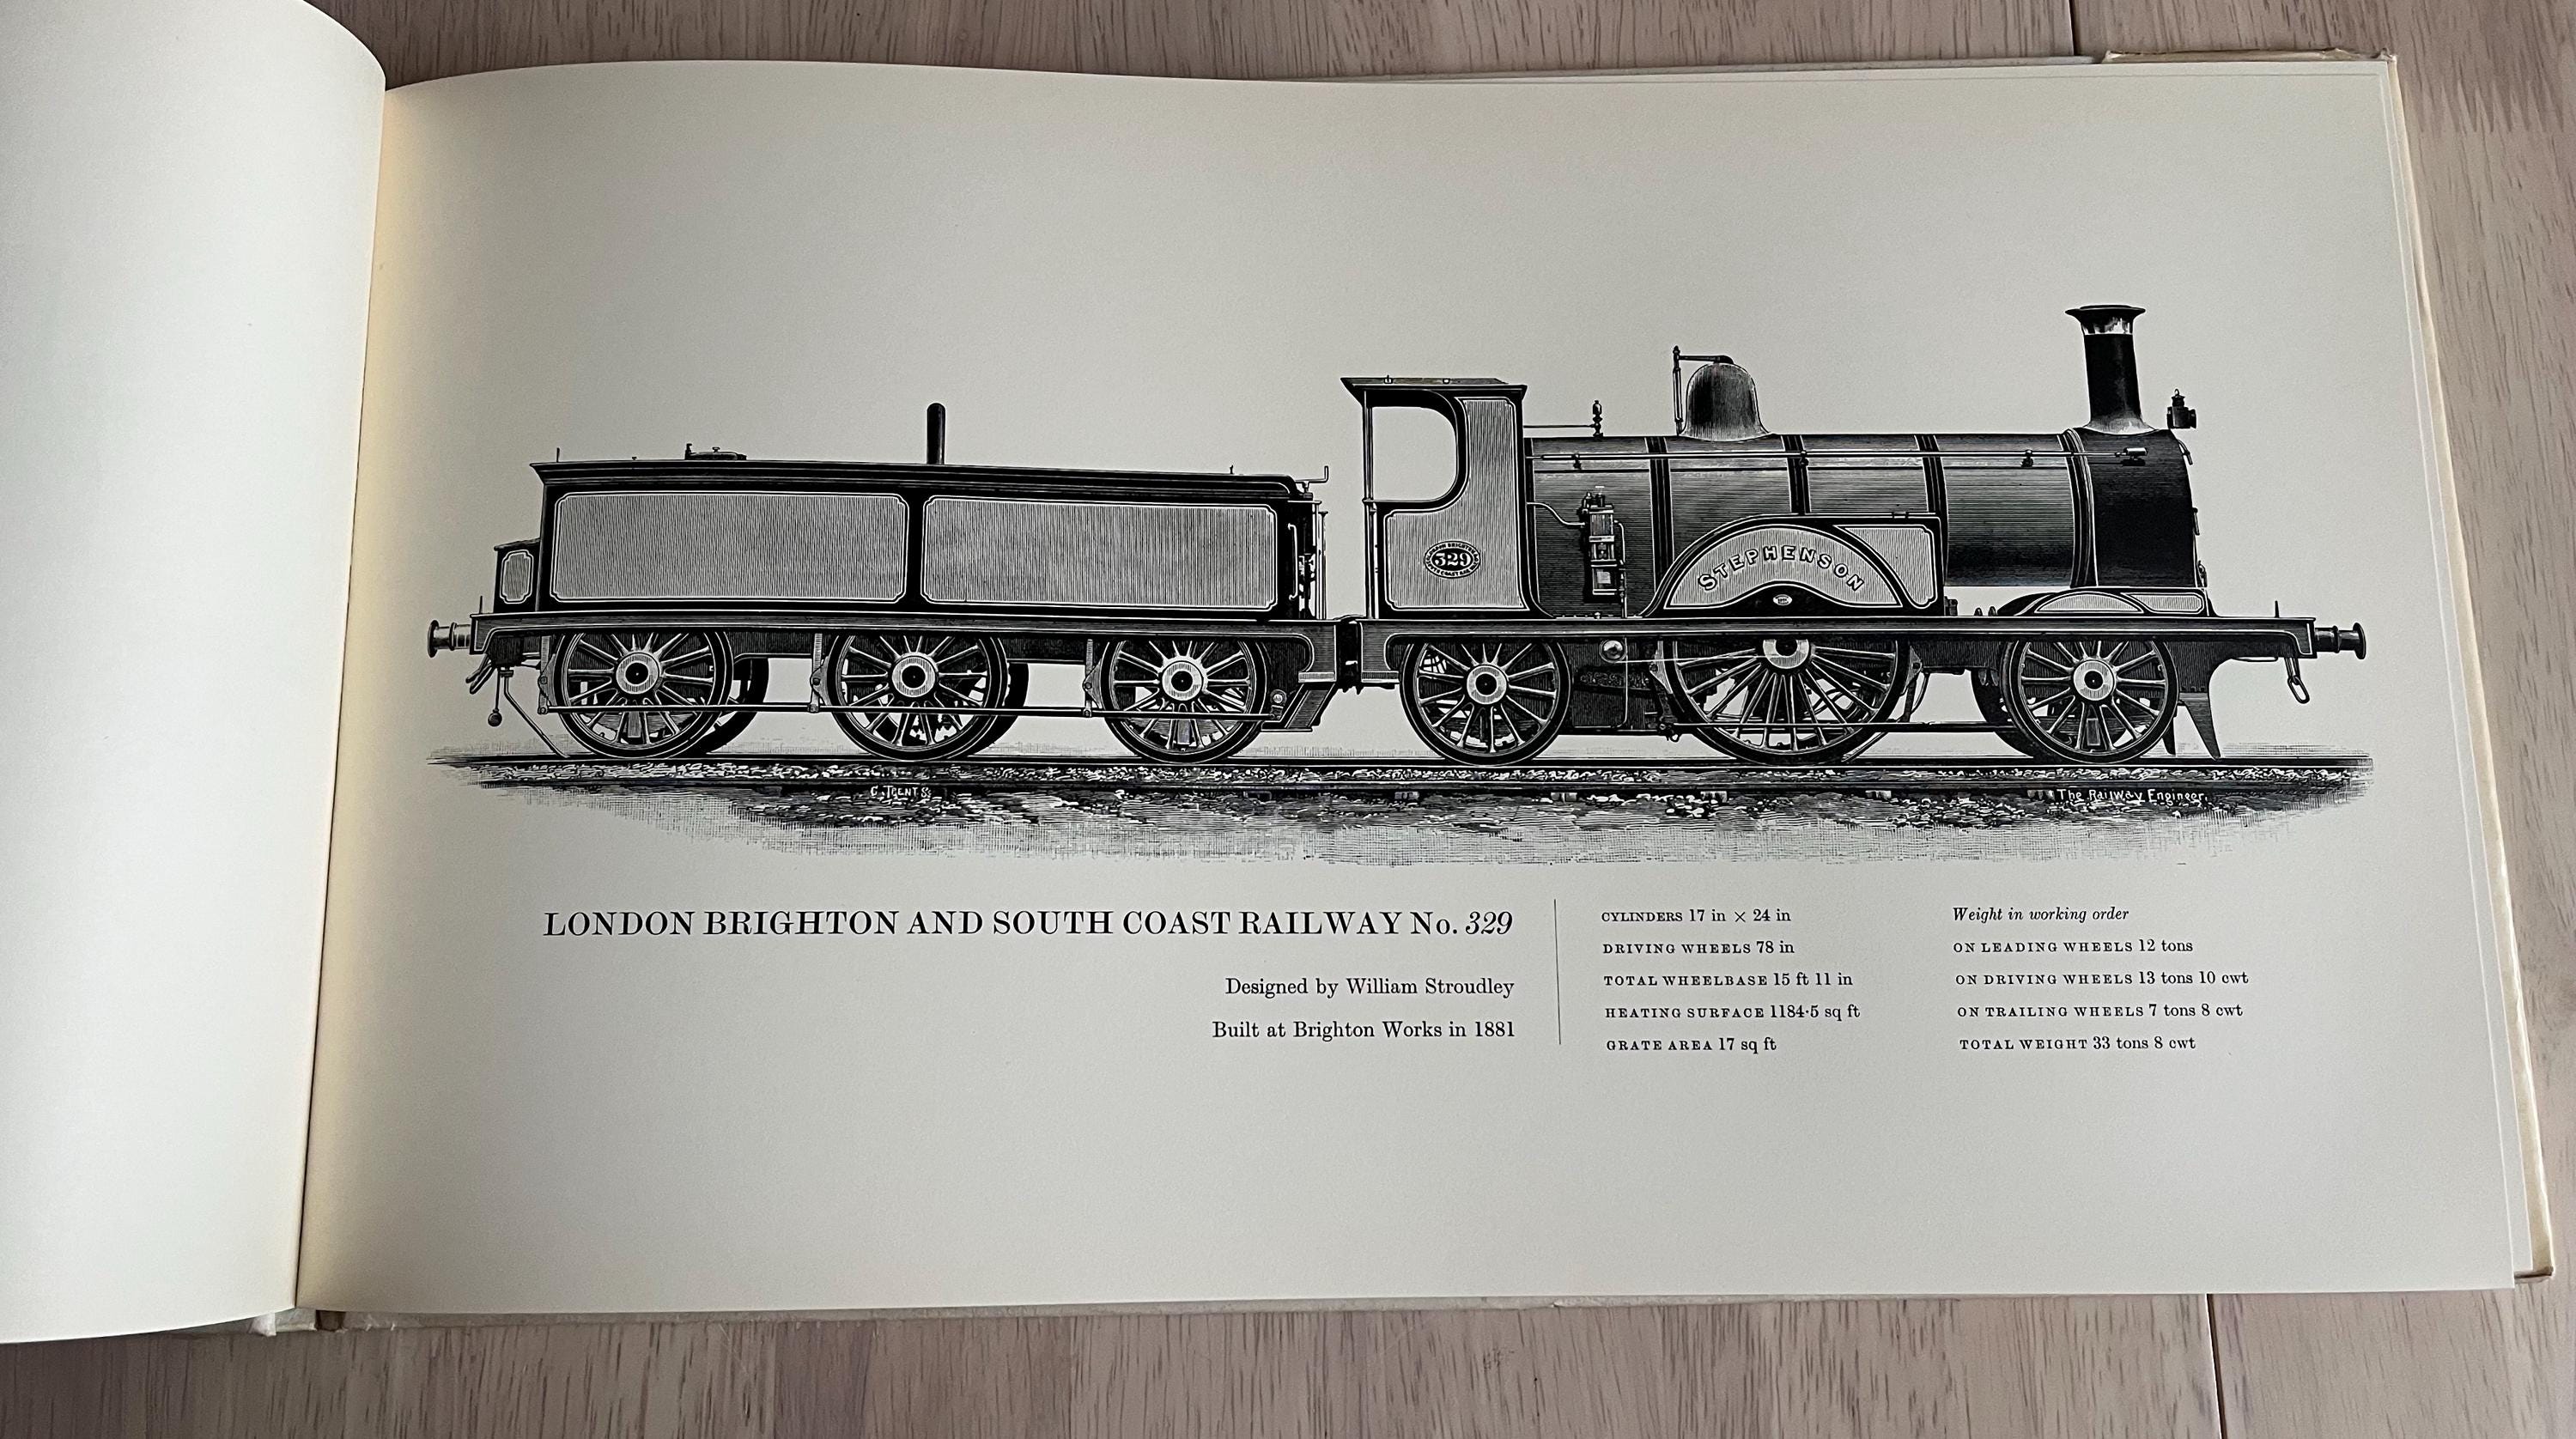 329
STEPHENSON
The Railway Engineer.
LONDON BRIGHTON AND SOUTH COAST RAILWAY No. 329
Designed by William Stroudley
Built at Brighton Works in 1881
CYLINDERS 17 in × 24 in
DRIVING WHEELS 78 in
TOTAL WHEELBASE 15 ft 11 in
HEATING SURFACE 1184·5 sq ft
GRATE AREA 17 sq ft
Weight in working order
ON LEADING WHEELS 12 tons
ON DRIVING WHEELS 13 tons 10 cwt
ON TRAILING WHEELS 7 tons 8 cwt
TOTAL WEIGHT 33 tons 8 cwt